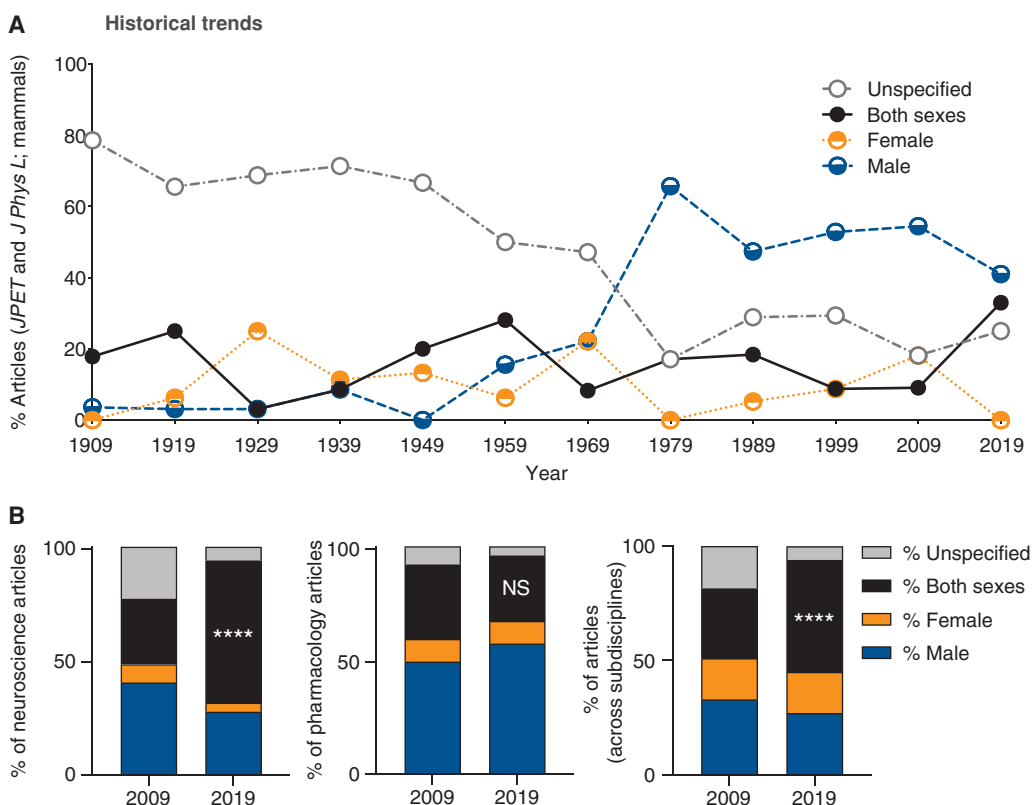 A
Historical trends
% Articles (JPET and J Phys L; mammals)
100
80
60
40
20
0
Unspecified
Both sexes
Female
Male
1909 1919 1929 1939 1949 1959 1969 1979 1989 1999 2009 2019
Year
B
% of neuroscience articles
100
50
0
****
2009 2019
% of pharmacology articles
100
50
0
NS
2009 2019
% of articles
(across subdisciplines)
100
50
0
****
2009 2019
% Unspecified
% Both sexes
% Female
% Male